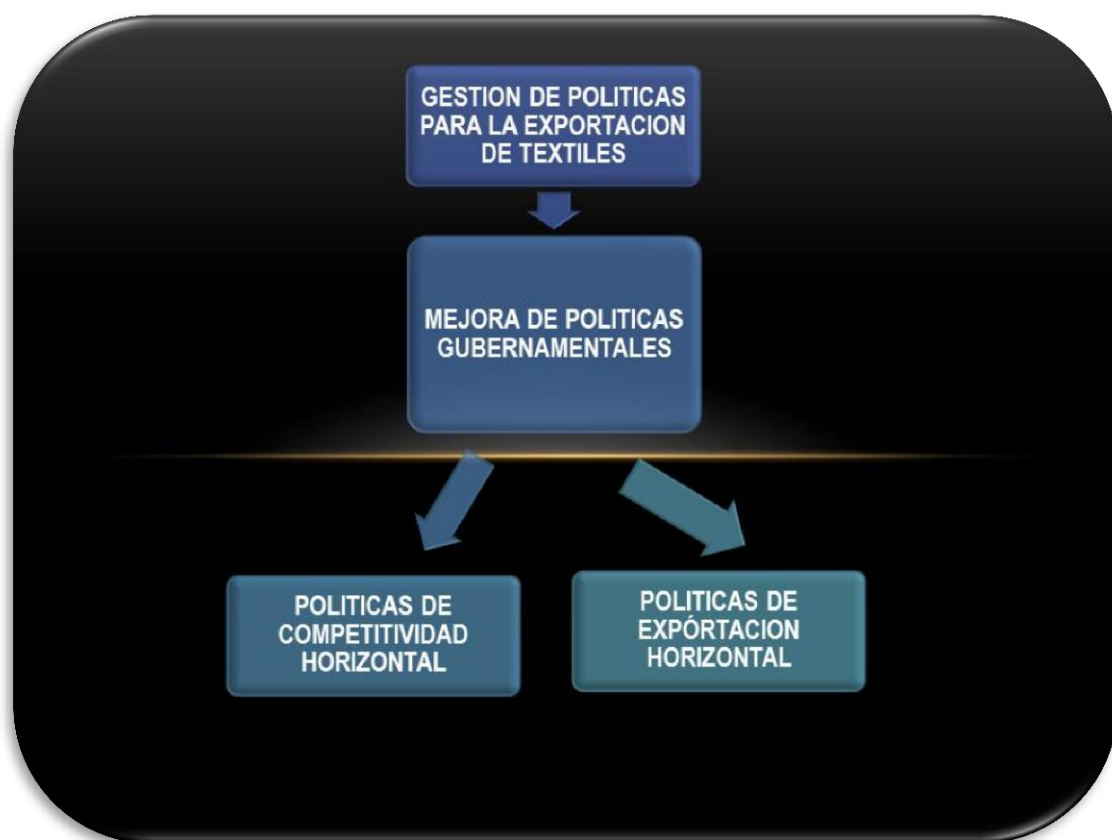 GESTION DE POLITICAS
PARA LA EXPORTACION
DE TEXTILES
MEJORA DE POLITICAS
GUBERNAMENTALES
POLITICAS DE
COMPETITIVIDAD
HORIZONTAL
POLITICAS DE
EXPÓRTACION
HORIZONTAL